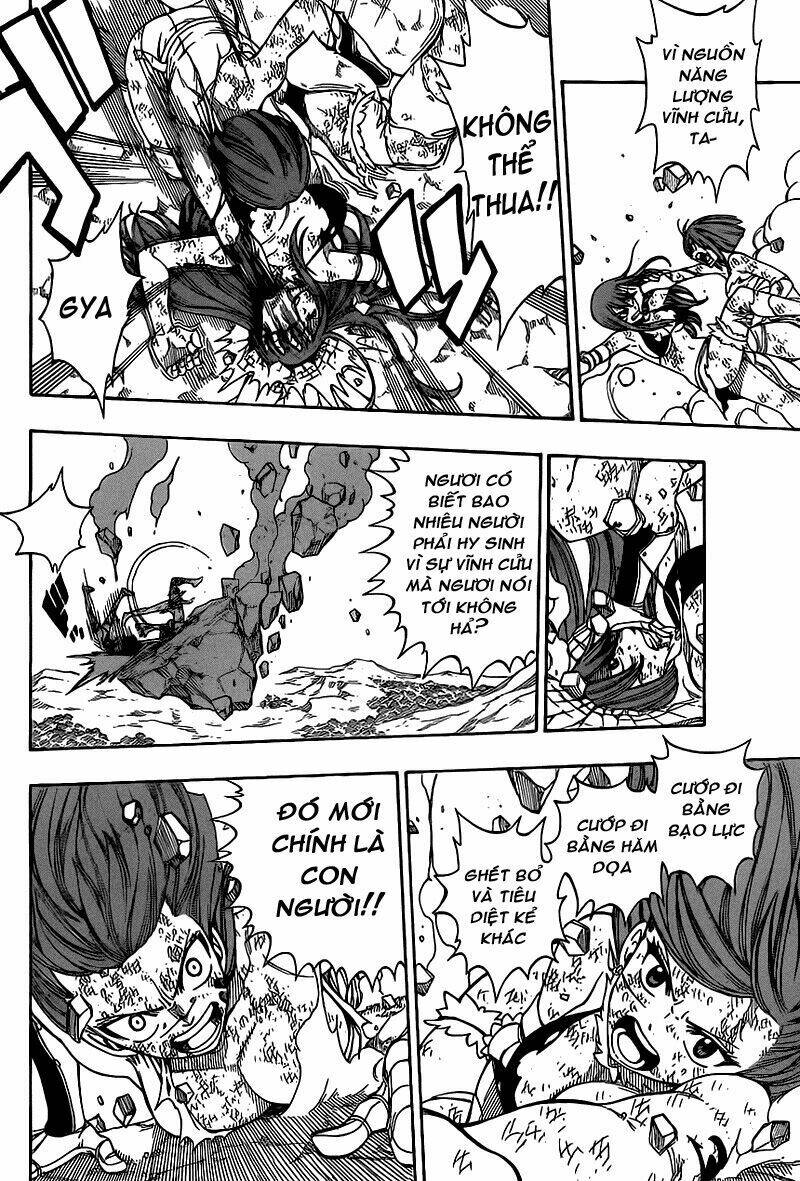 VÌ NGUỒN
NĂNG
LƯỢNG
VĨNH CỬU,
TA-
KHÔNG
THỂ
THUA!!
GYA
NGƯƠI CÓ
BIẾT BAO
NHIÊU NGƯỜI
PHẢI HY SINH
VÌ SỰ VĨNH CỬU
MÀ NGƯƠI NÓI
TỚI KHÔNG
HẢ?
CƯỚP ĐI
BẰNG
BẠO LỰC
CƯỚP ĐI
BẰNG HĂM
DỌA
GHÉT BỎ
VÀ TIÊU
DIỆT KẺ
KHÁC
ĐÓ MỚI
CHÍNH LÀ
CON
NGƯỜI!!